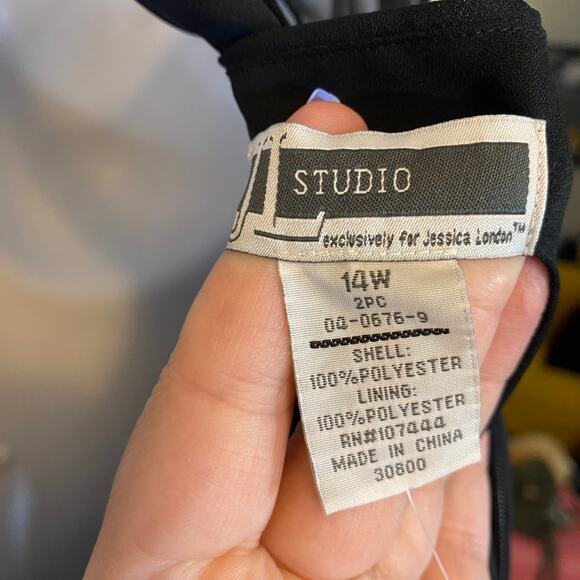 JL STUDIO
exclusively for Jessica London™
14W
2PC
04-0676-9
SHELL:
100%POLYESTER
LINING:
100%POLYESTER
RN#107444
MADE IN CHINA
30800